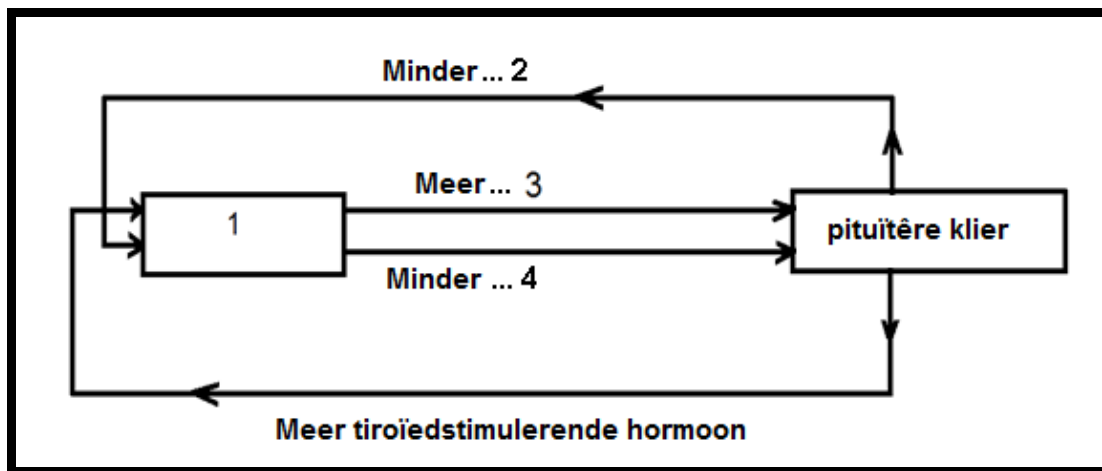 Minder ... 2
Meer ... 3
1
pituïtêre klier
Minder ... 4
Meer tiroïedstimulerende hormoon